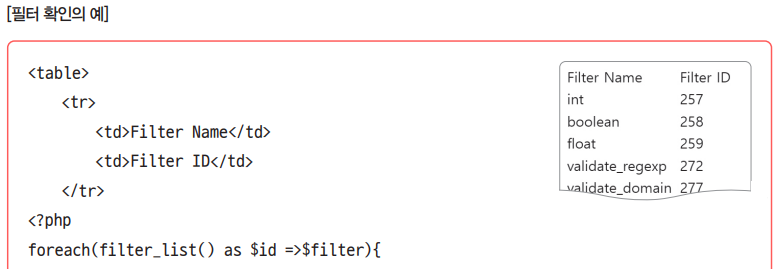 [필터 확인의 예]
<table>
<tr>
<td>Filter Name</td>
<td>Filter ID</td>
</tr>
<?php
foreach(filter_list() as $id =>$filter){
Filter Name Filter ID
int 257
boolean 258
float 259
validate_regexp 272
validate_domain 277